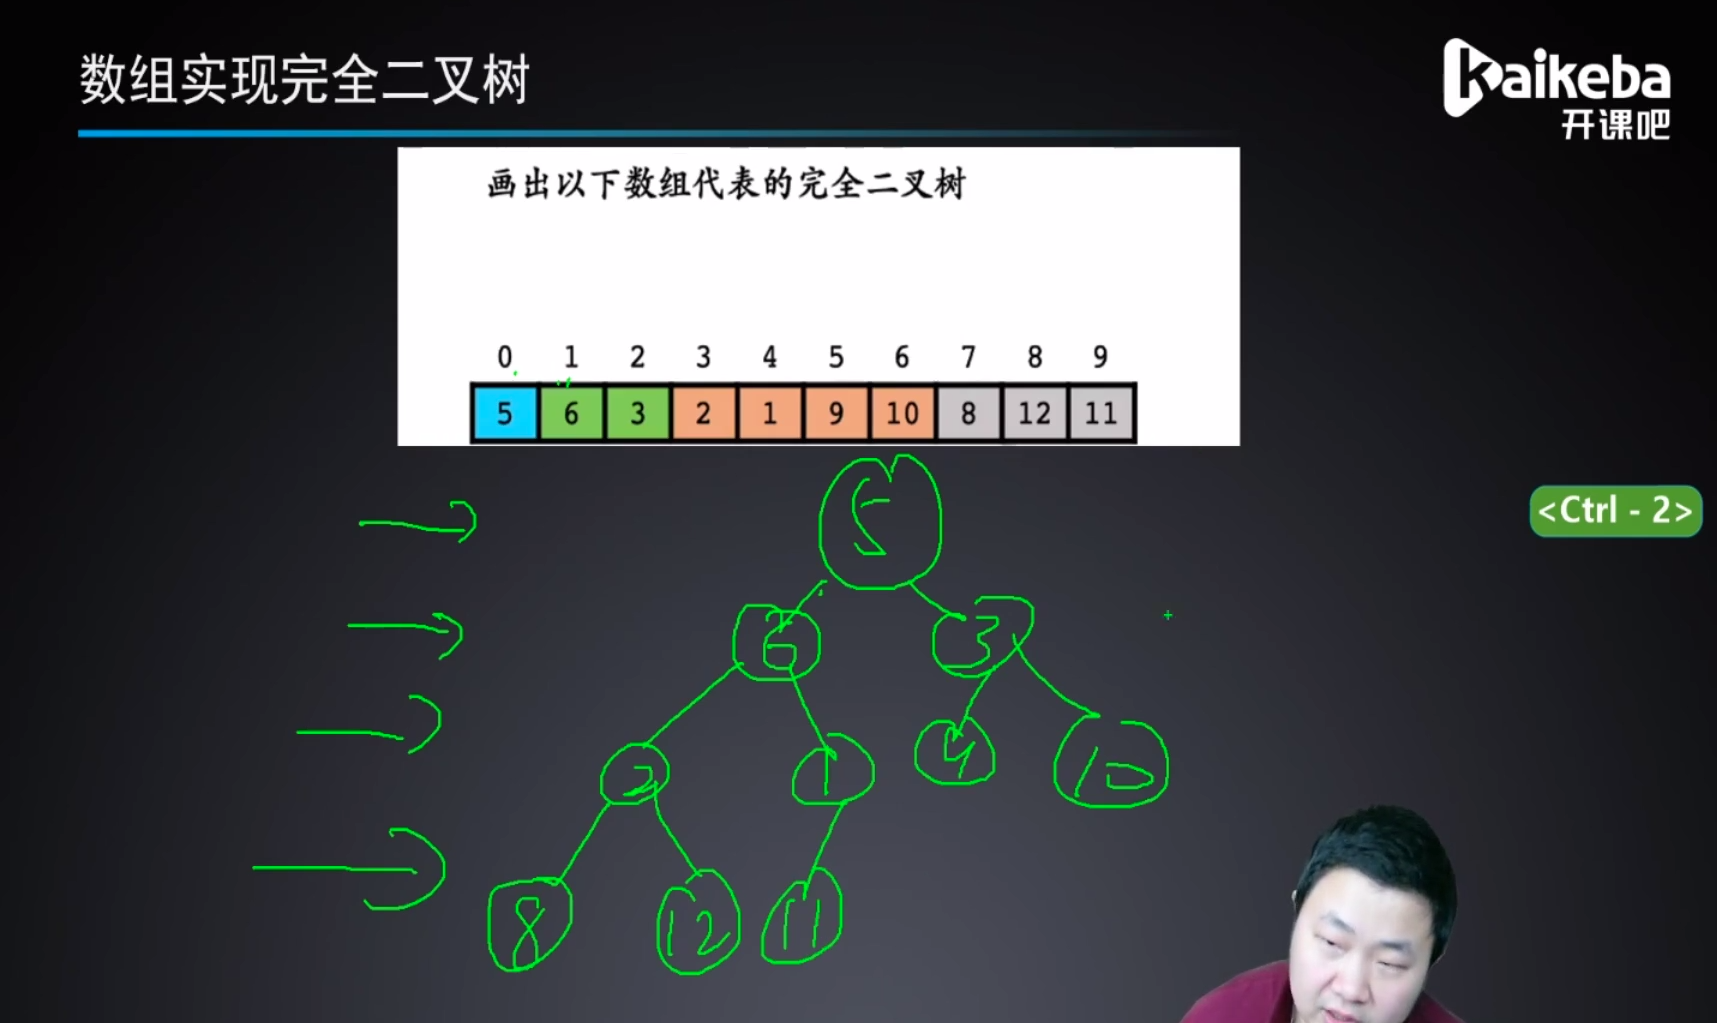 数组实现完全二叉树
kaikeba
开课吧
画出以下数组代表的完全二叉树
0 1 2 3 4 5 6 7 8 9
5 6 3 2 1 9 10 8 12 11
<Ctrl - 2>
5
6 3
2 1 9 10
8 12 11